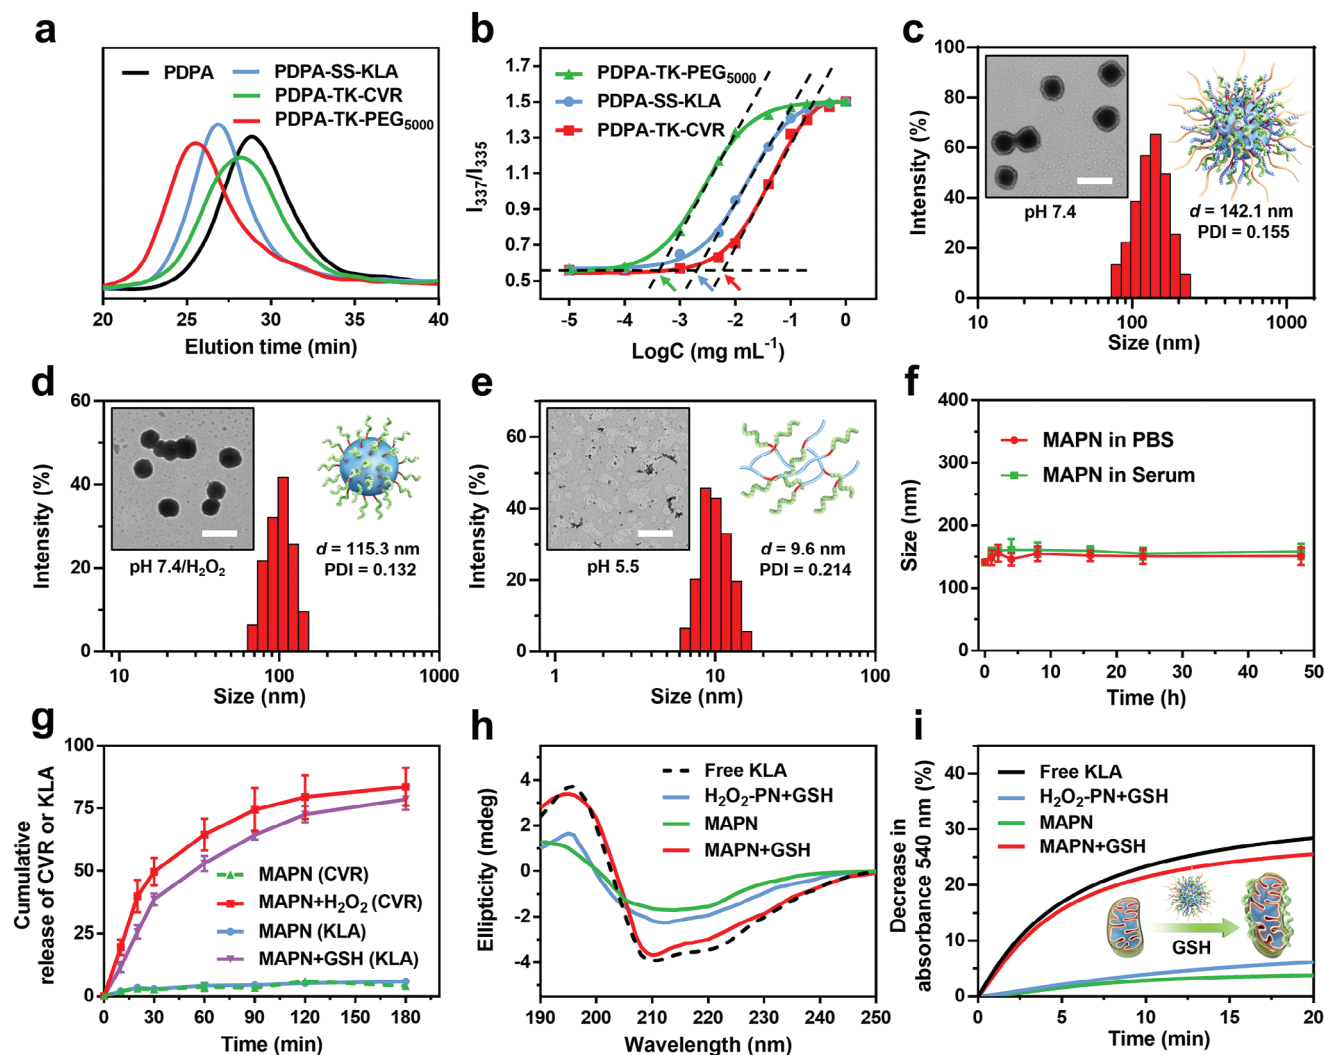 a
PDPA
PDPA-SS-KLA
PDPA-TK-CVR
PDPA-TK-PEG5000
20 25 30 35 40
Elution time (min)
b
I337/I335
1.7
1.5
1.3
1.1
0.9
0.7
0.5
PDPA-TK-PEG5000
PDPA-SS-KLA
PDPA-TK-CVR
-5 -4 -3 -2 -1 0
LogC (mg mL-1)
c
Intensity (%)
100
80
60
40
20
0
pH 7.4
d = 142.1 nm
PDI = 0.155
10 100 1000
Size (nm)
d
Intensity (%)
60
40
20
0
pH 7.4/H2O2
d = 115.3 nm
PDI = 0.132
10 100 1000
Size (nm)
e
Intensity (%)
60
40
20
0
pH 5.5
d = 9.6 nm
PDI = 0.214
1 10 100
Size (nm)
f
Size (nm)
400
300
200
100
0
MAPN in PBS
MAPN in Serum
0 10 20 30 40 50
Time (h)
g
Cumulative
release of CVR or KLA
100
75
50
25
0
MAPN (CVR)
MAPN+H2O2 (CVR)
MAPN (KLA)
MAPN+GSH (KLA)
0 30 60 90 120 150 180
Time (min)
h
Ellipticity (mdeg)
4
2
0
-2
-4
-6
Free KLA
H2O2-PN+GSH
MAPN
MAPN+GSH
190 200 210 220 230 240 250
Wavelength (nm)
i
Decrease in
absorbance 540 nm (%)
40
30
20
10
0
Free KLA
H2O2-PN+GSH
MAPN
MAPN+GSH
GSH
0 5 10 15 20
Time (min)